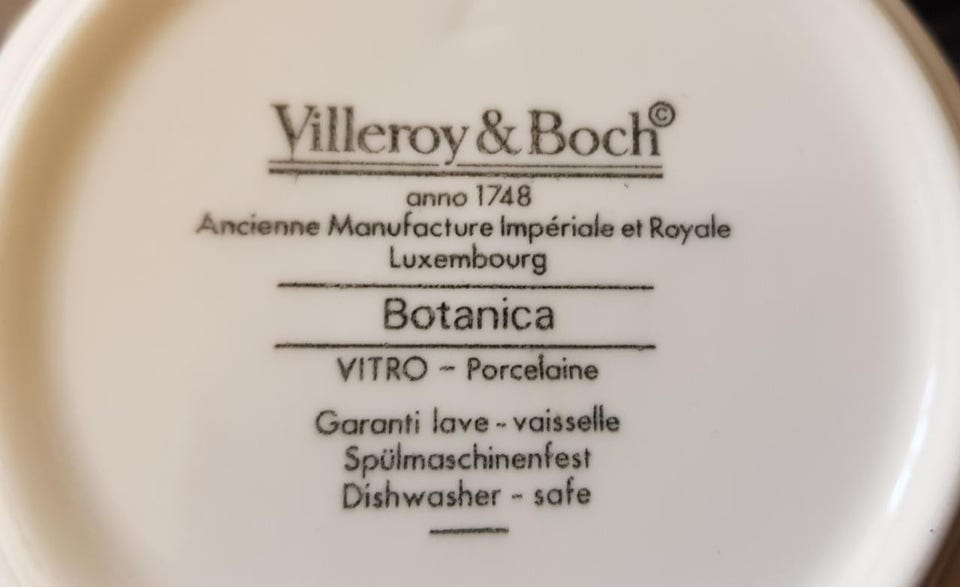 Villeroy & Boch©
anno 1748
Ancienne Manufacture Impériale et Royale
Luxembourg
Botanica
VITRO - Porcelaine
Garanti lave - vaisselle
Spülmaschinenfest
Dishwasher - safe